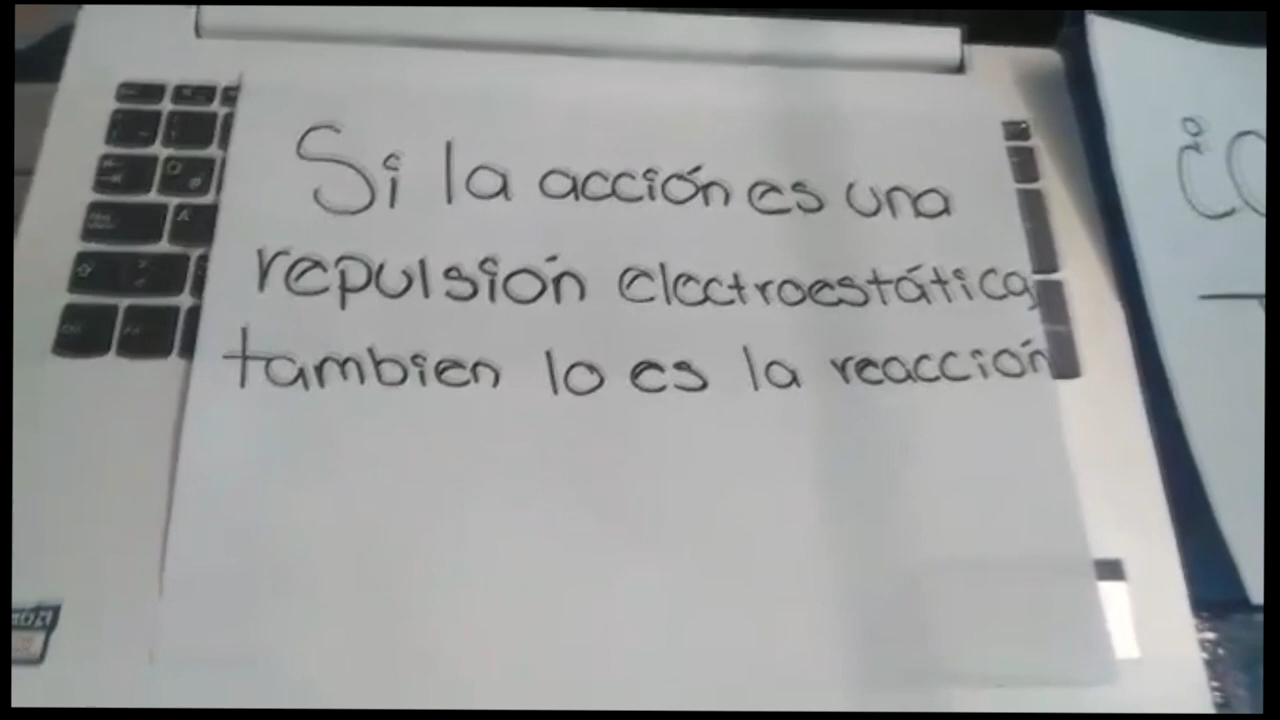 Si la acción es una
repulsión electroestática
tambien lo es la reacción
¿C